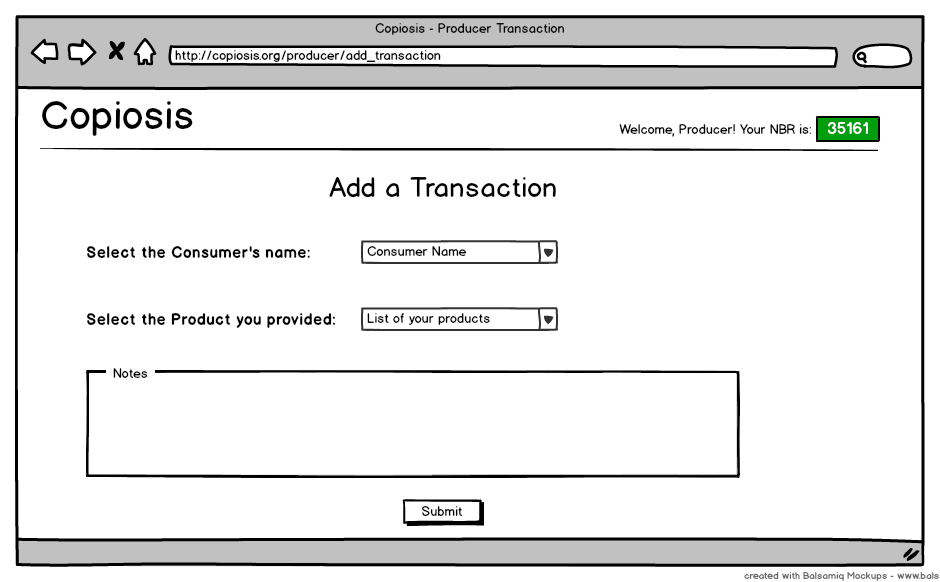 Copiosis - Producer Transaction
http://copiosis.org/producer/add_transaction
Copiosis
Welcome, Producer! Your NBR is: 35161
Add a Transaction
Select the Consumer's name: Consumer Name
Select the Product you provided: List of your products
Notes
Submit
created with Balsamiq Mockups - www.bals